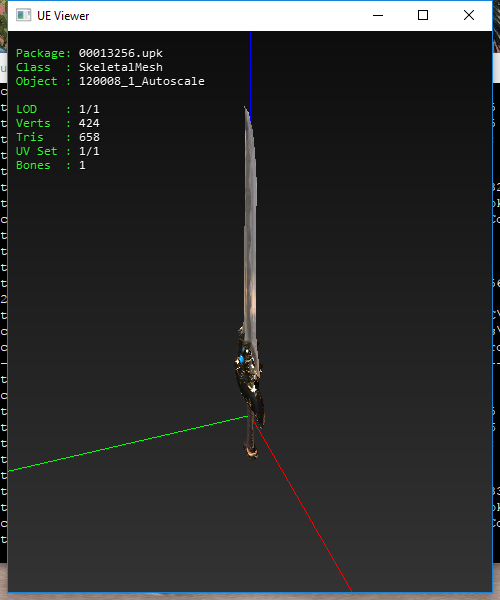 UE Viewer
Package: 00013256.upk
Class : SkeletalMesh
Object : 120008_1_Autoscale
LOD : 1/1
Verts : 424
Tris : 658
UV Set : 1/1
Bones : 1